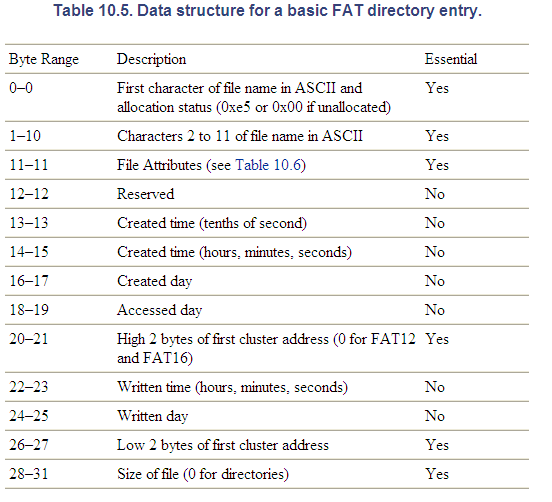 Table 10.5. Data structure for a basic FAT directory entry.
Byte Range Description Essential
0–0 First character of file name in ASCII and Yes
allocation status (0xe5 or 0x00 if unallocated)
1–10 Characters 2 to 11 of file name in ASCII Yes
11–11 File Attributes (see Table 10.6) Yes
12–12 Reserved No
13–13 Created time (tenths of second) No
14–15 Created time (hours, minutes, seconds) No
16–17 Created day No
18–19 Accessed day No
20–21 High 2 bytes of first cluster address (0 for FAT12 Yes
and FAT16)
22–23 Written time (hours, minutes, seconds) No
24–25 Written day No
26–27 Low 2 bytes of first cluster address Yes
28–31 Size of file (0 for directories) Yes